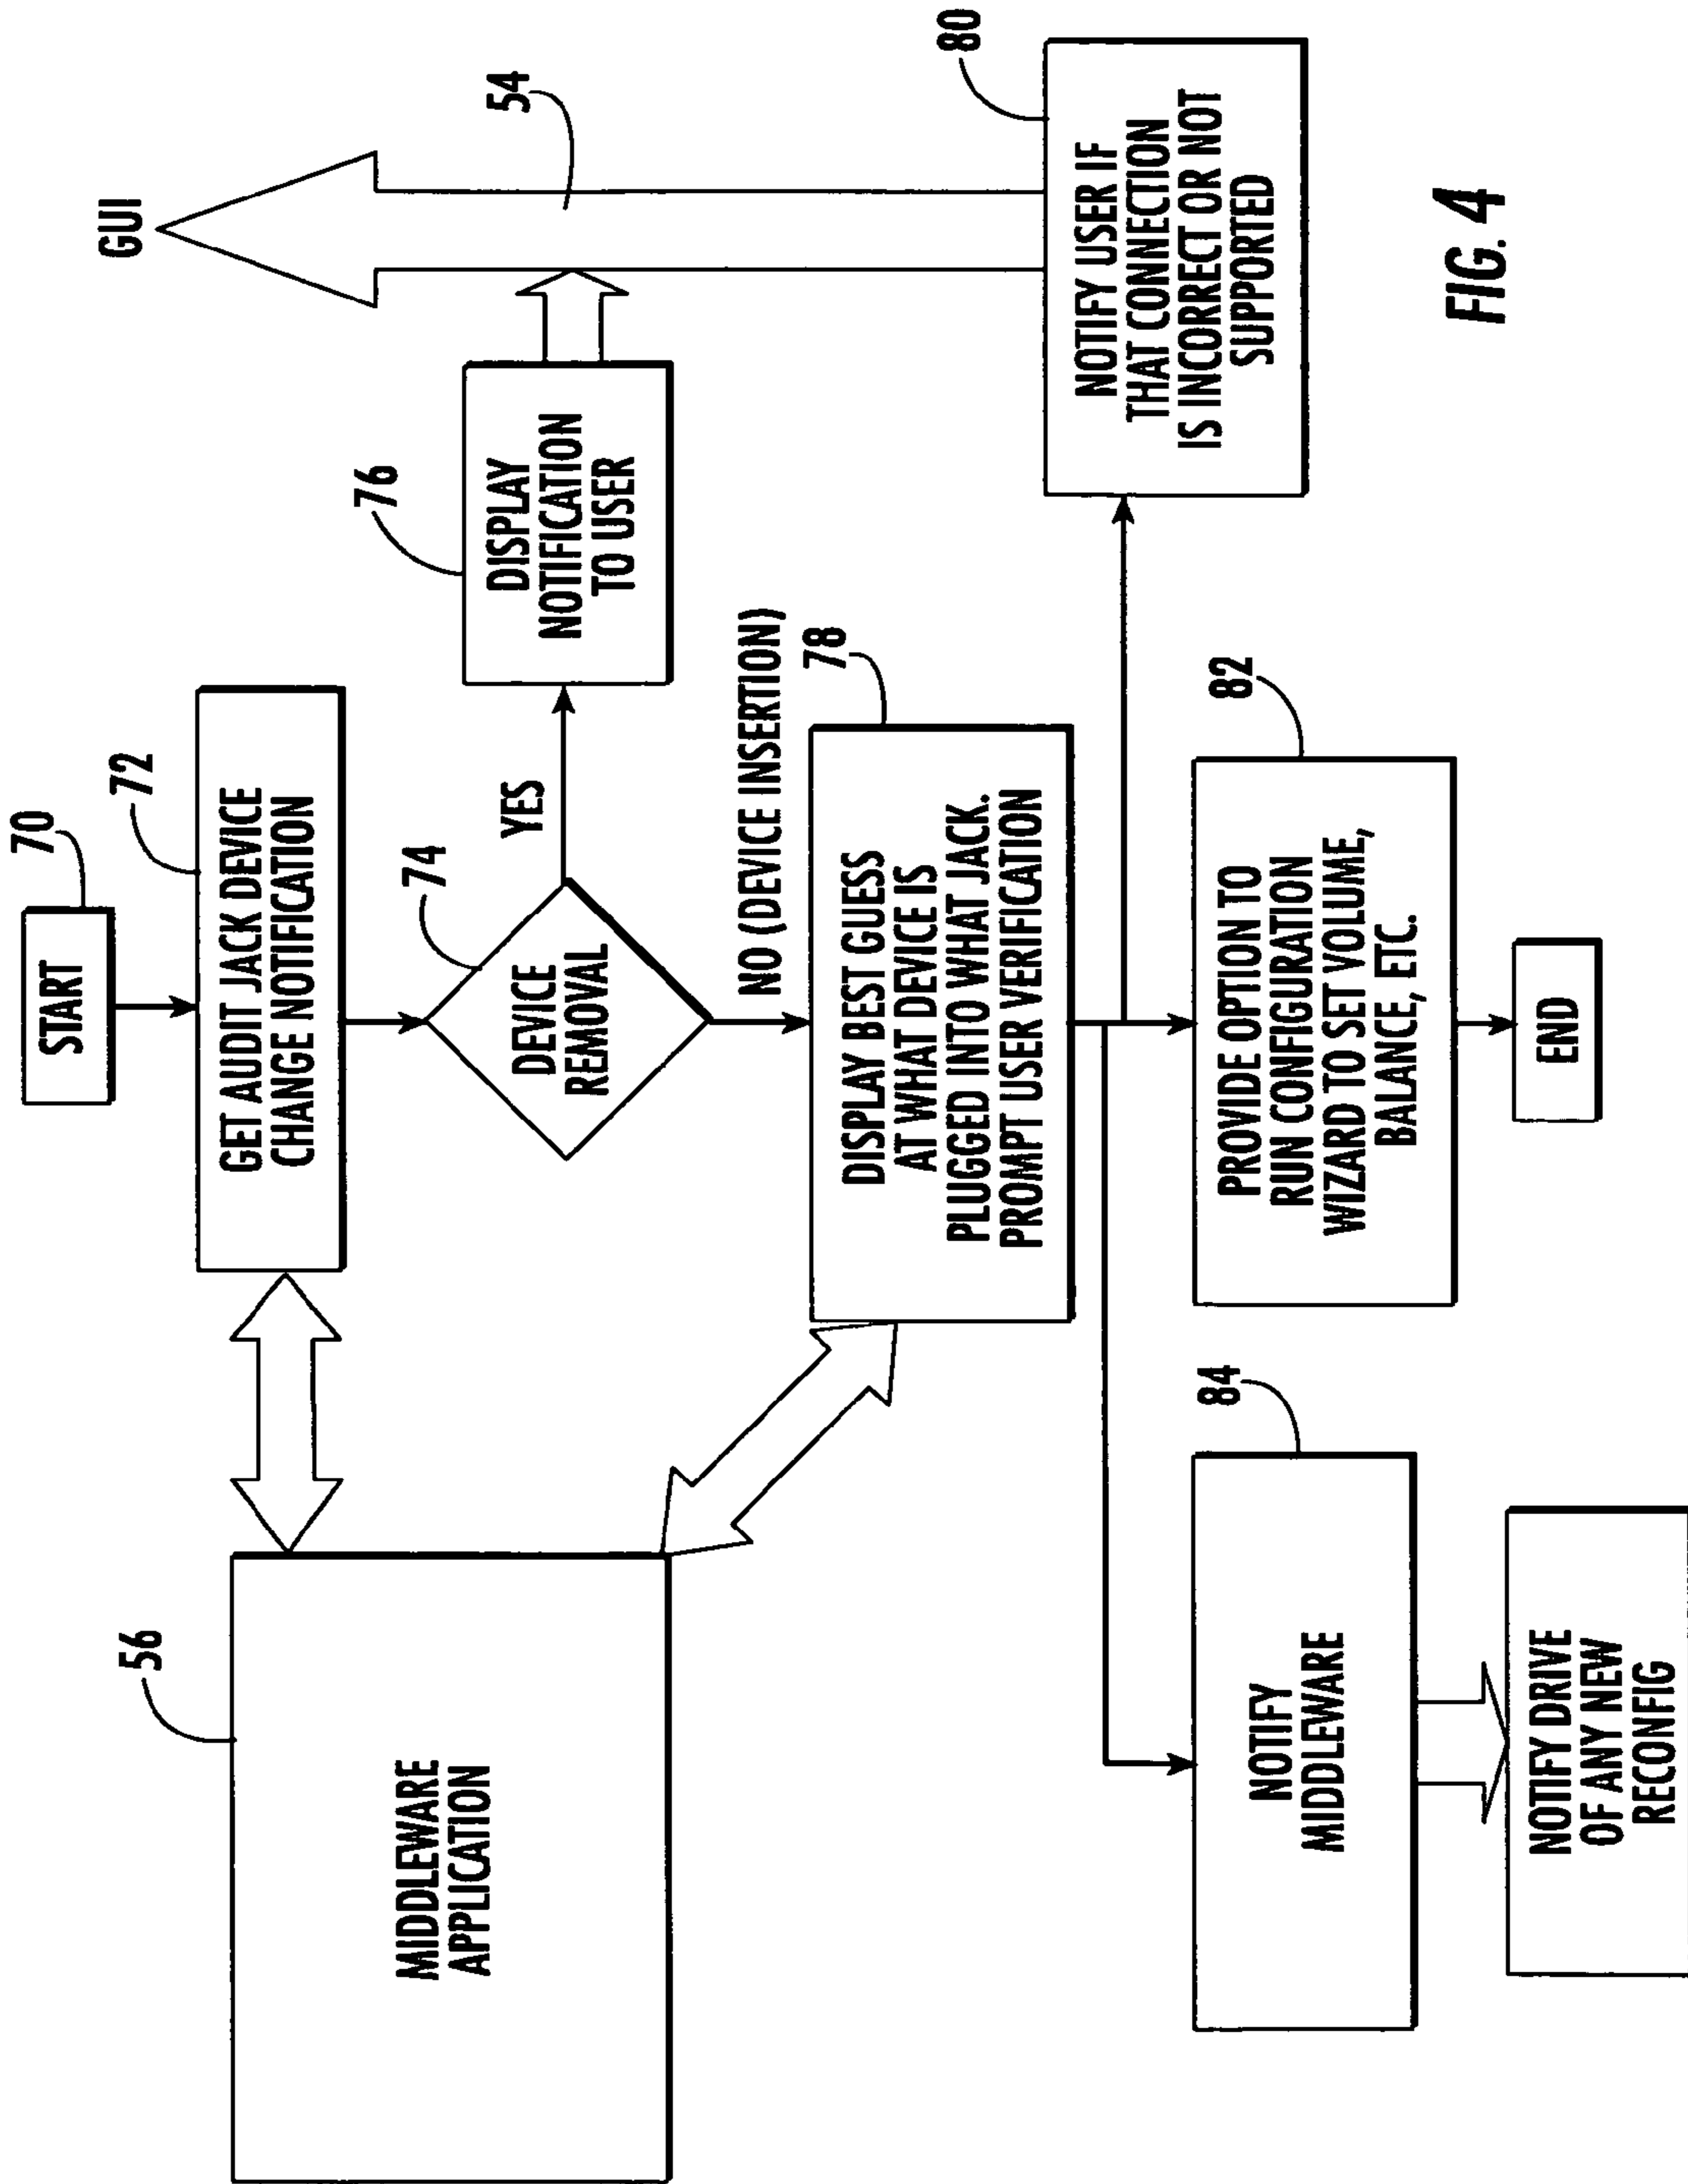 70
START
72
GET AUDIT JACK DEVICE
CHANGE NOTIFICATION
56
MIDDLEWARE
APPLICATION
74
DEVICE
REMOVAL
YES
76
DISPLAY
NOTIFICATION
TO USER
GUI
54
NO (DEVICE INSERTION)
78
DISPLAY BEST GUESS
AT WHAT DEVICE IS
PLUGGED INTO WHAT JACK.
PROMPT USER VERIFICATION
80
NOTIFY USER IF
THAT CONNECTION
IS INCORRECT OR NOT
SUPPORTED
82
PROVIDE OPTION TO
RUN CONFIGURATION
WIZARD TO SET VOLUME,
BALANCE, ETC.
END
84
NOTIFY
MIDDLEWARE
NOTIFY DRIVE
OF ANY NEW
RECONFIG
FIG. 4